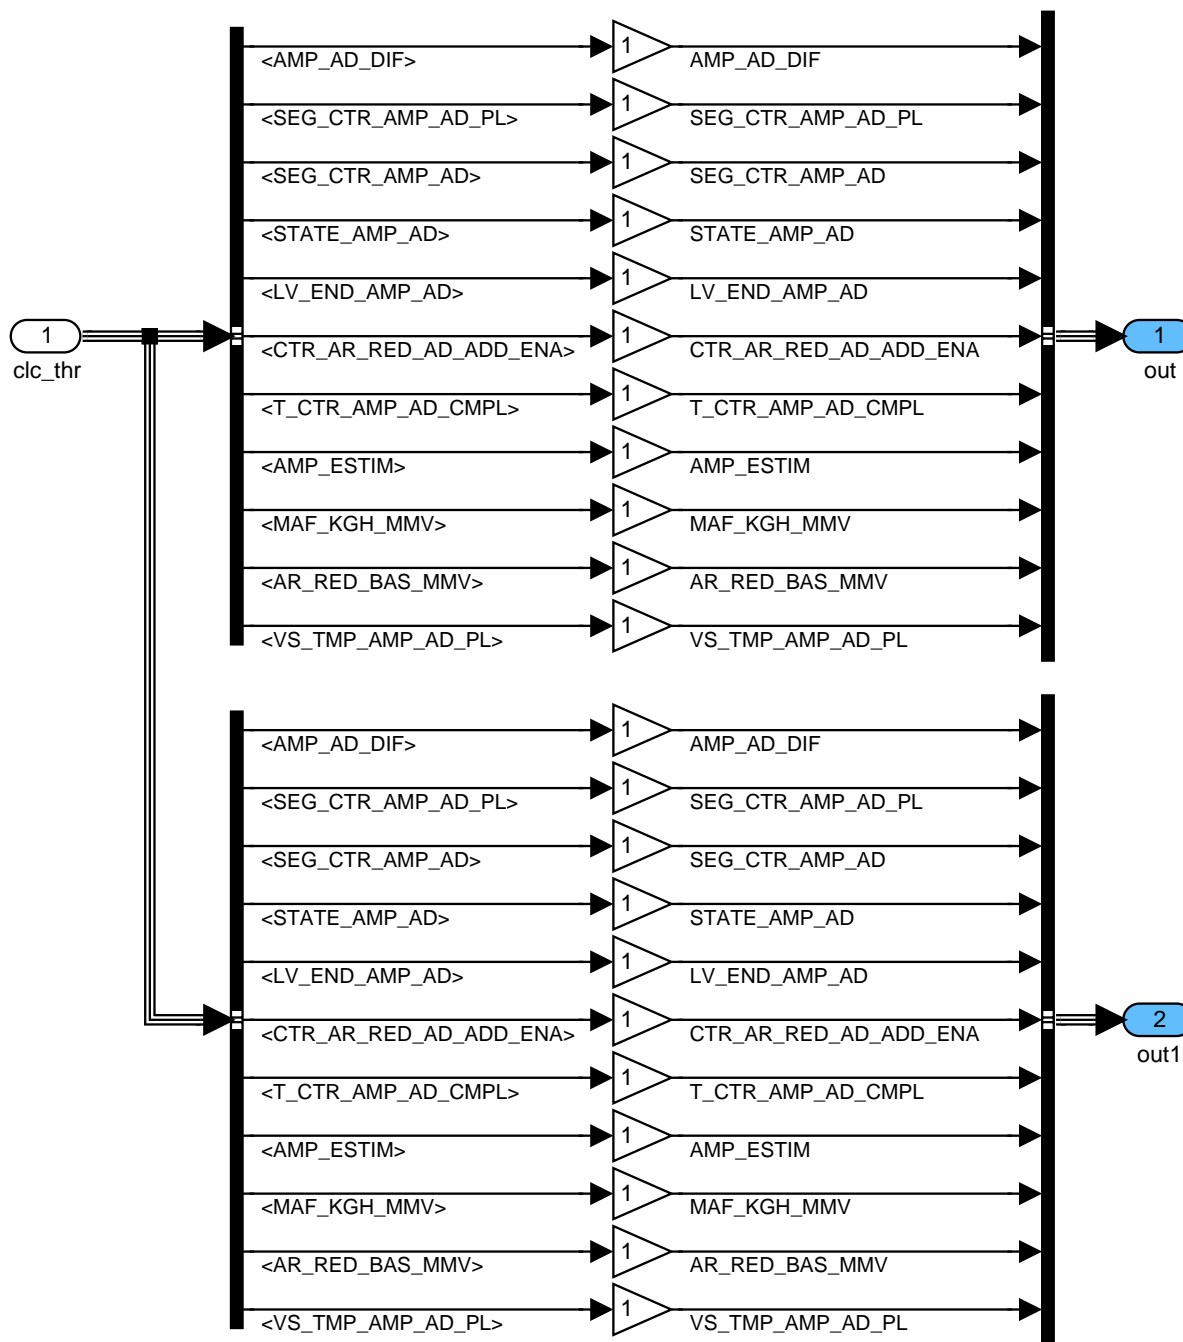 <AMP_AD_DIF> 1 AMP_AD_DIF
<SEG_CTR_AMP_AD_PL> 1 SEG_CTR_AMP_AD_PL
<SEG_CTR_AMP_AD> 1 SEG_CTR_AMP_AD
<STATE_AMP_AD> 1 STATE_AMP_AD
<LV_END_AMP_AD> 1 LV_END_AMP_AD
1 <CTR_AR_RED_AD_ADD_ENA> 1 CTR_AR_RED_AD_ADD_ENA 1
clc_thr <T_CTR_AMP_AD_CMPL> 1 T_CTR_AMP_AD_CMPL out
<AMP_ESTIM> 1 AMP_ESTIM
<MAF_KGH_MMV> 1 MAF_KGH_MMV
<AR_RED_BAS_MMV> 1 AR_RED_BAS_MMV
<VS_TMP_AMP_AD_PL> 1 VS_TMP_AMP_AD_PL
<AMP_AD_DIF> 1 AMP_AD_DIF
<SEG_CTR_AMP_AD_PL> 1 SEG_CTR_AMP_AD_PL
<SEG_CTR_AMP_AD> 1 SEG_CTR_AMP_AD
<STATE_AMP_AD> 1 STATE_AMP_AD
<LV_END_AMP_AD> 1 LV_END_AMP_AD
<CTR_AR_RED_AD_ADD_ENA> 1 CTR_AR_RED_AD_ADD_ENA 2
<T_CTR_AMP_AD_CMPL> 1 T_CTR_AMP_AD_CMPL out1
<AMP_ESTIM> 1 AMP_ESTIM
<MAF_KGH_MMV> 1 MAF_KGH_MMV
<AR_RED_BAS_MMV> 1 AR_RED_BAS_MMV
<VS_TMP_AMP_AD_PL> 1 VS_TMP_AMP_AD_PL